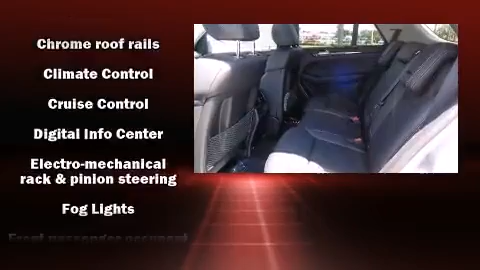 Chrome roof rails
Climate Control
Cruise Control
Digital Info Center
Electro-mechanical
rack & pinion steering
Fog Lights